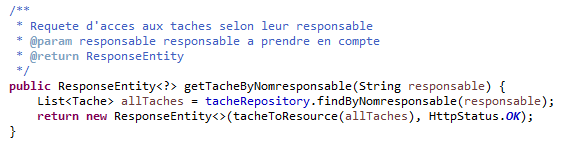 /**
 * Requete d'acces aux taches selon leur responsable
 * @param responsable responsable a prendre en compte
 * @return ResponseEntity
 */
public ResponseEntity<?> getTacheByNomresponsable(String responsable) {
    List<Tache> allTaches = tacheRepository.findByNomresponsable(responsable);
    return new ResponseEntity<>(tacheToResource(allTaches), HttpStatus.OK);
}